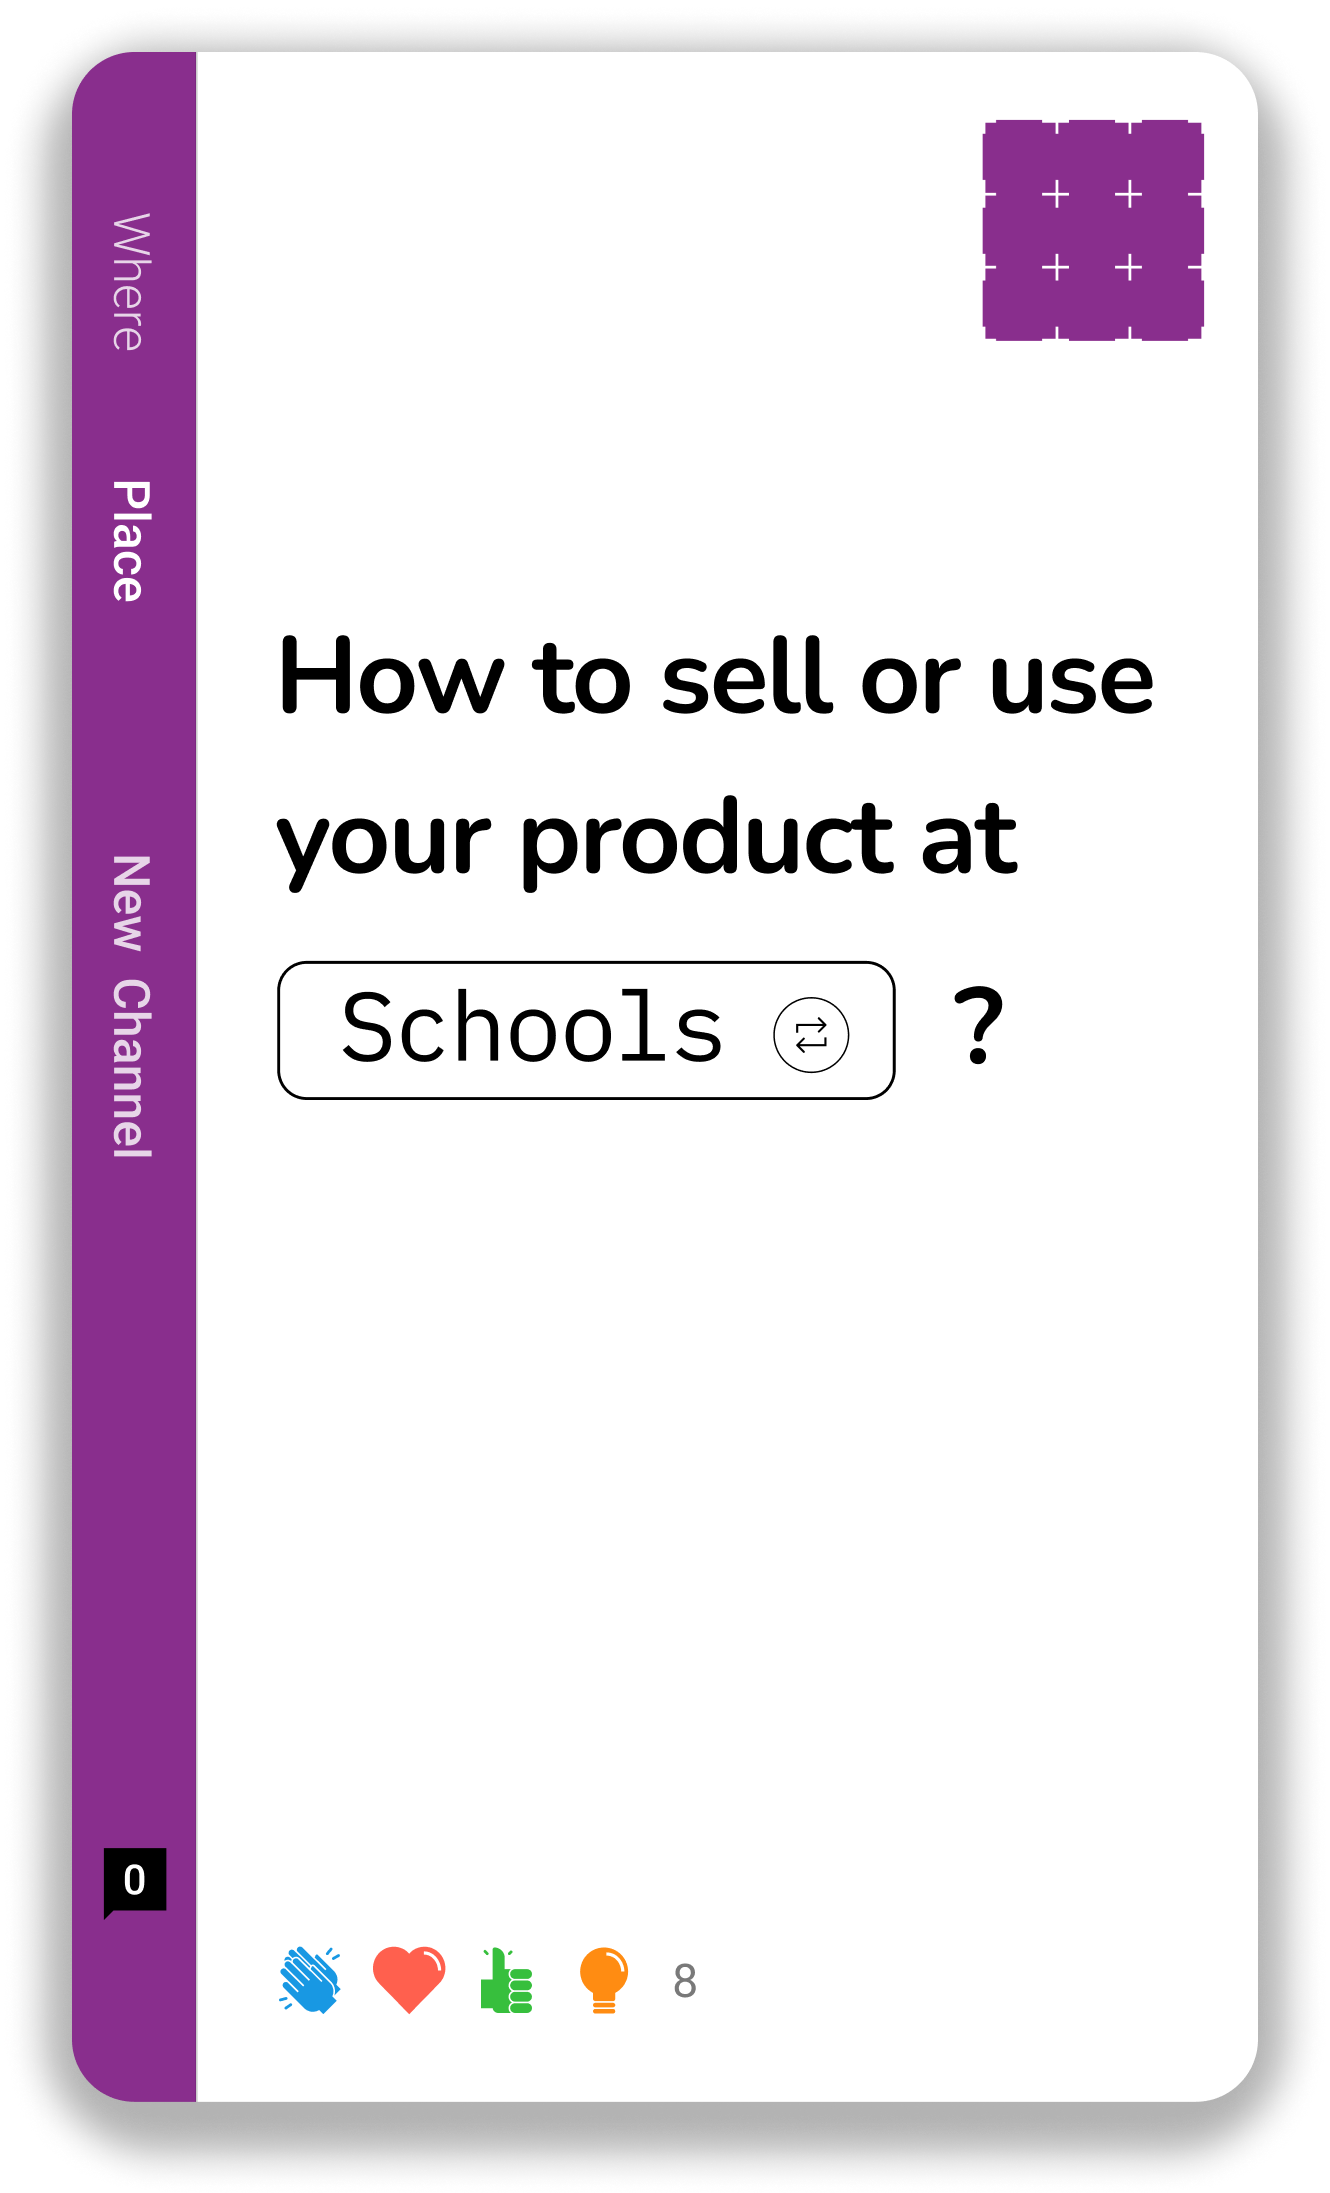 Where Place New Channel
How to sell or use
your product at
Schools ?
0
8